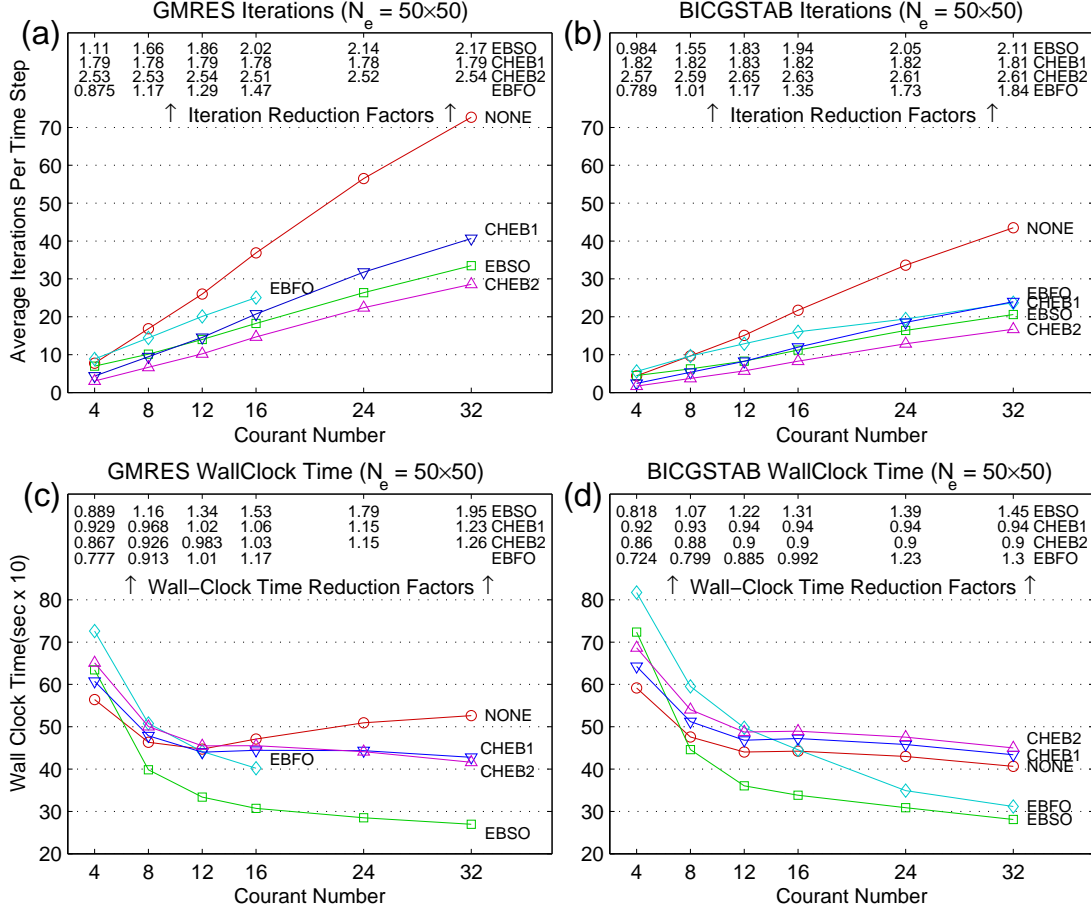 GMRES Iterations (N_e = 50×50)
(a)
1.11 1.66 1.86 2.02 2.14 2.17 EBSO
1.79 1.78 1.79 1.78 1.78 1.79 CHEB1
2.53 2.53 2.54 2.51 2.52 2.54 CHEB2
0.875 1.17 1.29 1.47 EBFO
↑ Iteration Reduction Factors ↑
NONE
CHEB1
EBSO
CHEB2
EBFO
70
60
50
40
30
20
10
0
4 8 12 16 24 32
Courant Number
Average Iterations Per Time Step
BICGSTAB Iterations (N_e = 50×50)
(b)
0.984 1.55 1.83 1.94 2.05 2.11 EBSO
1.82 1.82 1.83 1.82 1.82 1.81 CHEB1
2.57 2.59 2.65 2.63 2.61 2.61 CHEB2
0.789 1.01 1.17 1.35 1.73 1.84 EBFO
↑ Iteration Reduction Factors ↑
NONE
EBFO
CHEB1
EBSO
CHEB2
70
60
50
40
30
20
10
0
4 8 12 16 24 32
Courant Number
GMRES WallClock Time (N_e = 50×50)
(c)
0.889 1.16 1.34 1.53 1.79 1.95 EBSO
0.929 0.968 1.02 1.06 1.15 1.23 CHEB1
0.867 0.926 0.983 1.03 1.15 1.26 CHEB2
0.777 0.913 1.01 1.17 EBFO
↑ Wall−Clock Time Reduction Factors ↑
NONE
CHEB1
CHEB2
EBFO
EBSO
80
70
60
50
40
30
20
4 8 12 16 24 32
Courant Number
Wall Clock Time(sec x 10)
BICGSTAB WallClock Time (N_e = 50×50)
(d)
0.818 1.07 1.22 1.31 1.39 1.45 EBSO
0.92 0.93 0.94 0.94 0.94 0.94 CHEB1
0.86 0.88 0.9 0.9 0.9 0.9 CHEB2
0.724 0.799 0.885 0.992 1.23 1.3 EBFO
↑ Wall−Clock Time Reduction Factors ↑
CHEB2
CHEB1
NONE
EBFO
EBSO
80
70
60
50
40
30
20
4 8 12 16 24 32
Courant Number